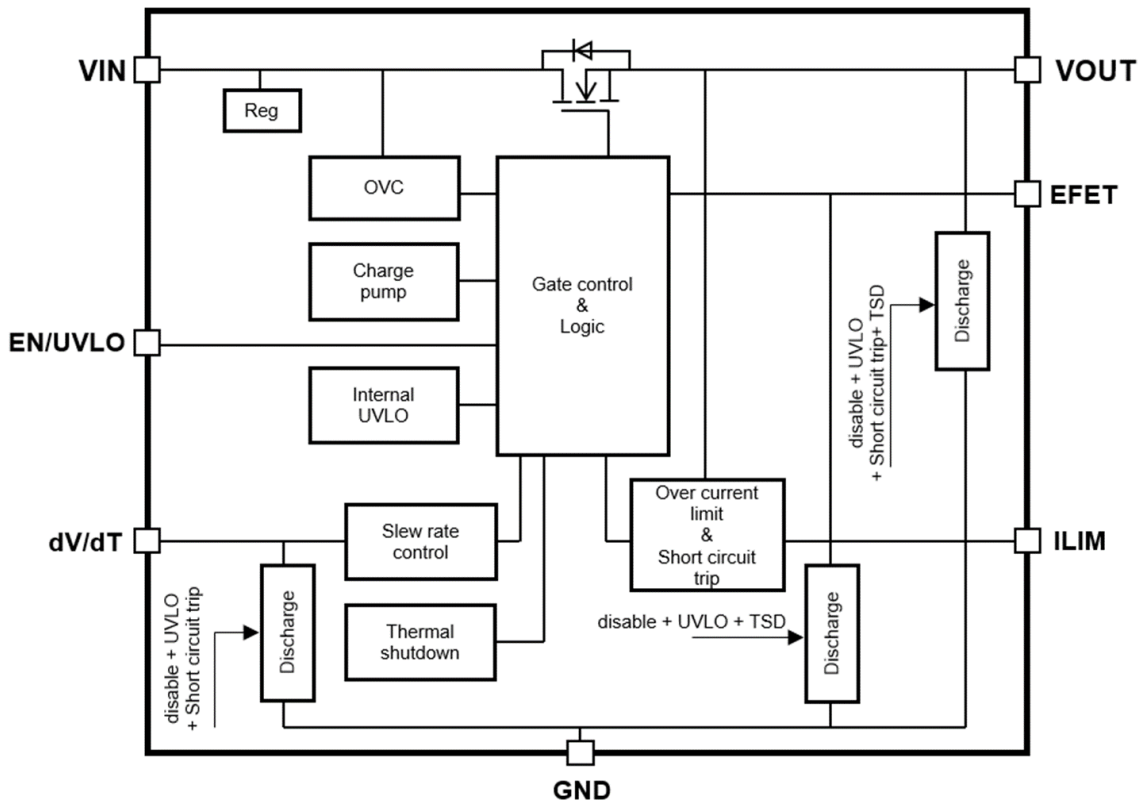 VIN
VOUT
Reg
OVC
EFET
Charge
pump
Gate control
&
Logic
EN/UVLO
Internal
UVLO
disable + UVLO
+ Short circuit trip+ TSD
Discharge
dV/dT
Slew rate
control
Over current
limit
&
Short circuit
trip
ILIM
disable + UVLO
+ Short circuit trip
Discharge
Thermal
shutdown
disable + UVLO + TSD
Discharge
GND